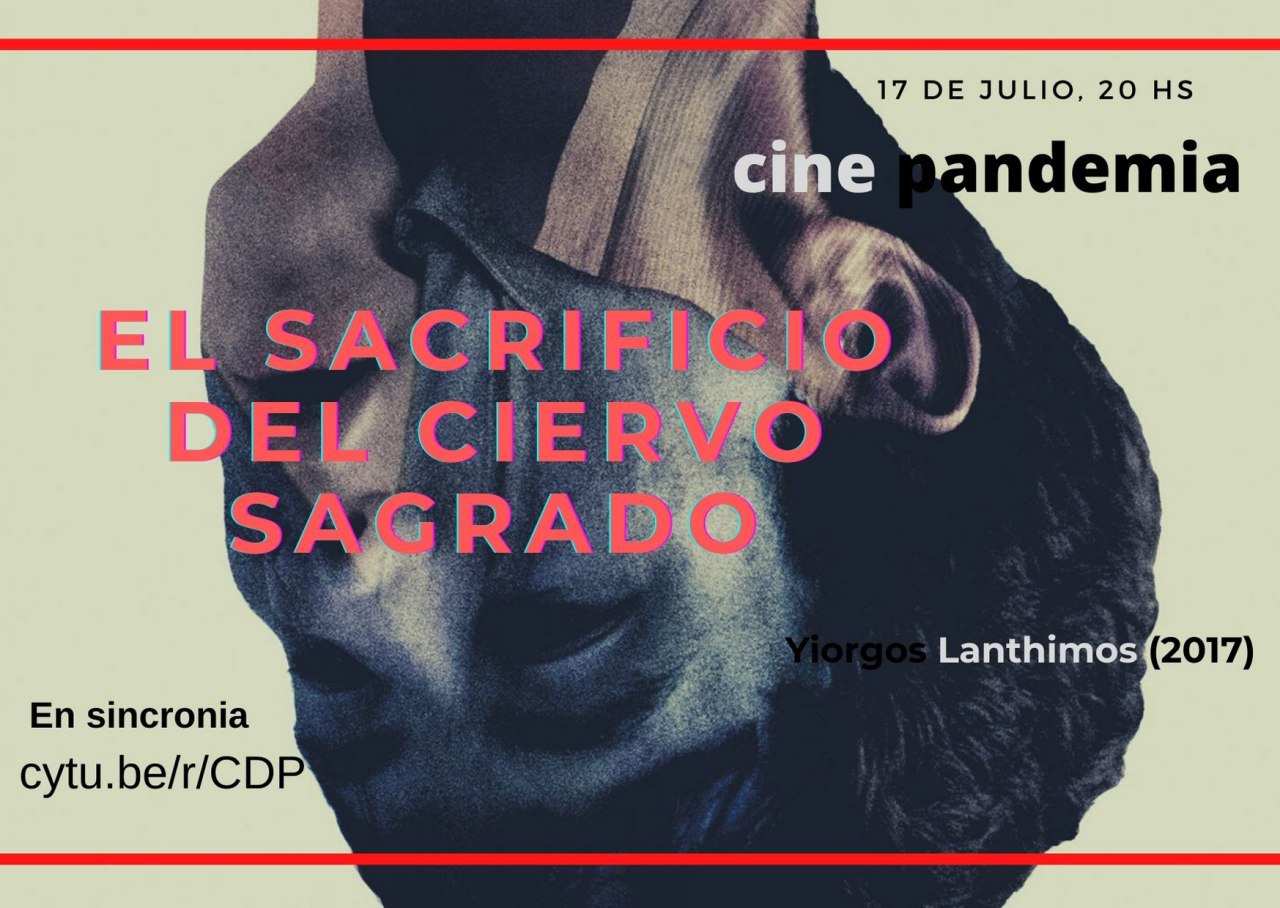 17 DE JULIO, 20 HS
cine pandemia
EL SACRIFICIO
DEL CIERVO
SAGRADO
Yiorgos Lanthimos (2017)
En sincronia
cytu.be/r/CDP